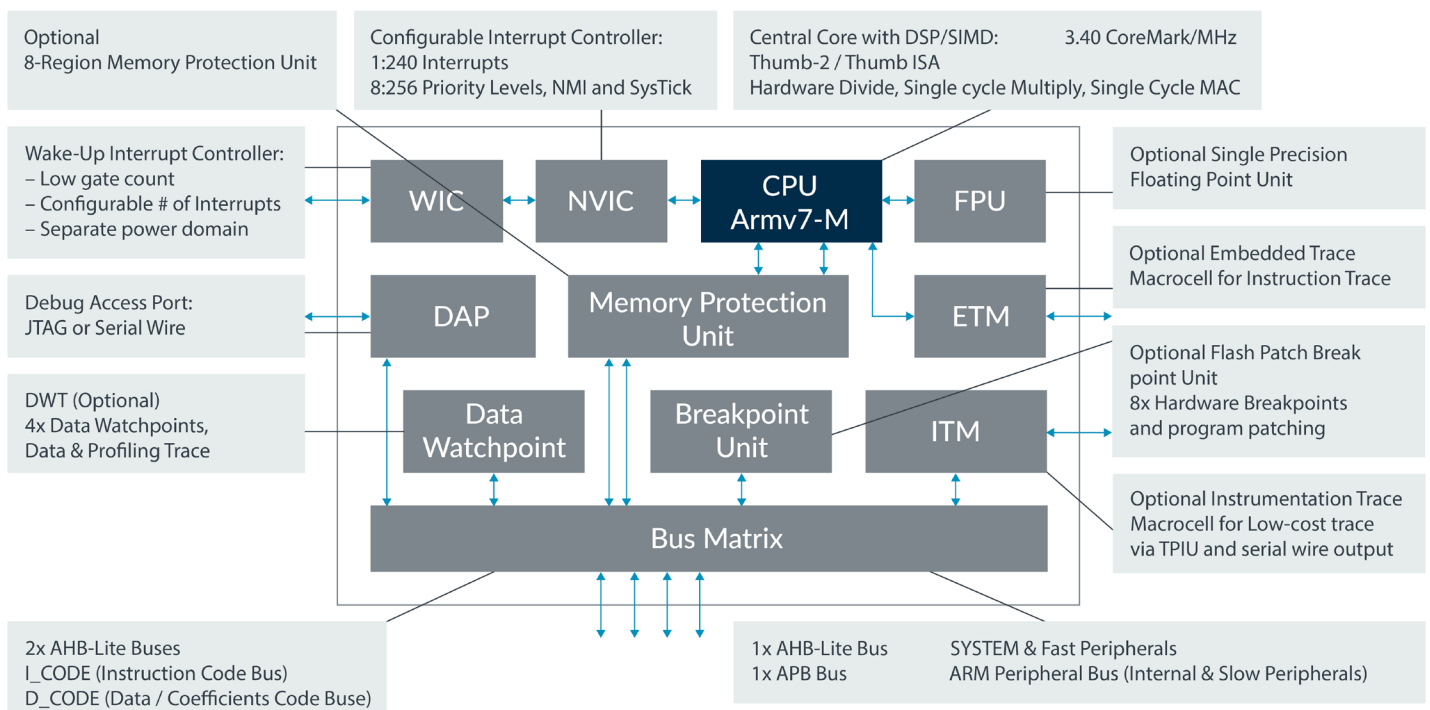 Optional
8-Region Memory Protection Unit
Configurable Interrupt Controller:
1:240 Interrupts
8:256 Priority Levels, NMI and SysTick
Central Core with DSP/SIMD: 3.40 CoreMark/MHz
Thumb-2 / Thumb ISA
Hardware Divide, Single cycle Multiply, Single Cycle MAC
Wake-Up Interrupt Controller:
– Low gate count
– Configurable # of Interrupts
– Separate power domain
WIC
NVIC
CPU
Armv7-M
FPU
Optional Single Precision
Floating Point Unit
Optional Embedded Trace
Macrocell for Instruction Trace
Debug Access Port:
JTAG or Serial Wire
DAP
Memory Protection
Unit
ETM
Optional Flash Patch Break
point Unit
8x Hardware Breakpoints
and program patching
DWT (Optional)
4x Data Watchpoints,
Data & Profiling Trace
Data
Watchpoint
Breakpoint
Unit
ITM
Optional Instrumentation Trace
Macrocell for Low-cost trace
via TPIU and serial wire output
Bus Matrix
2x AHB-Lite Buses
I_CODE (Instruction Code Bus)
D_CODE (Data / Coefficients Code Buse)
1x AHB-Lite Bus SYSTEM & Fast Peripherals
1x APB Bus ARM Peripheral Bus (Internal & Slow Peripherals)